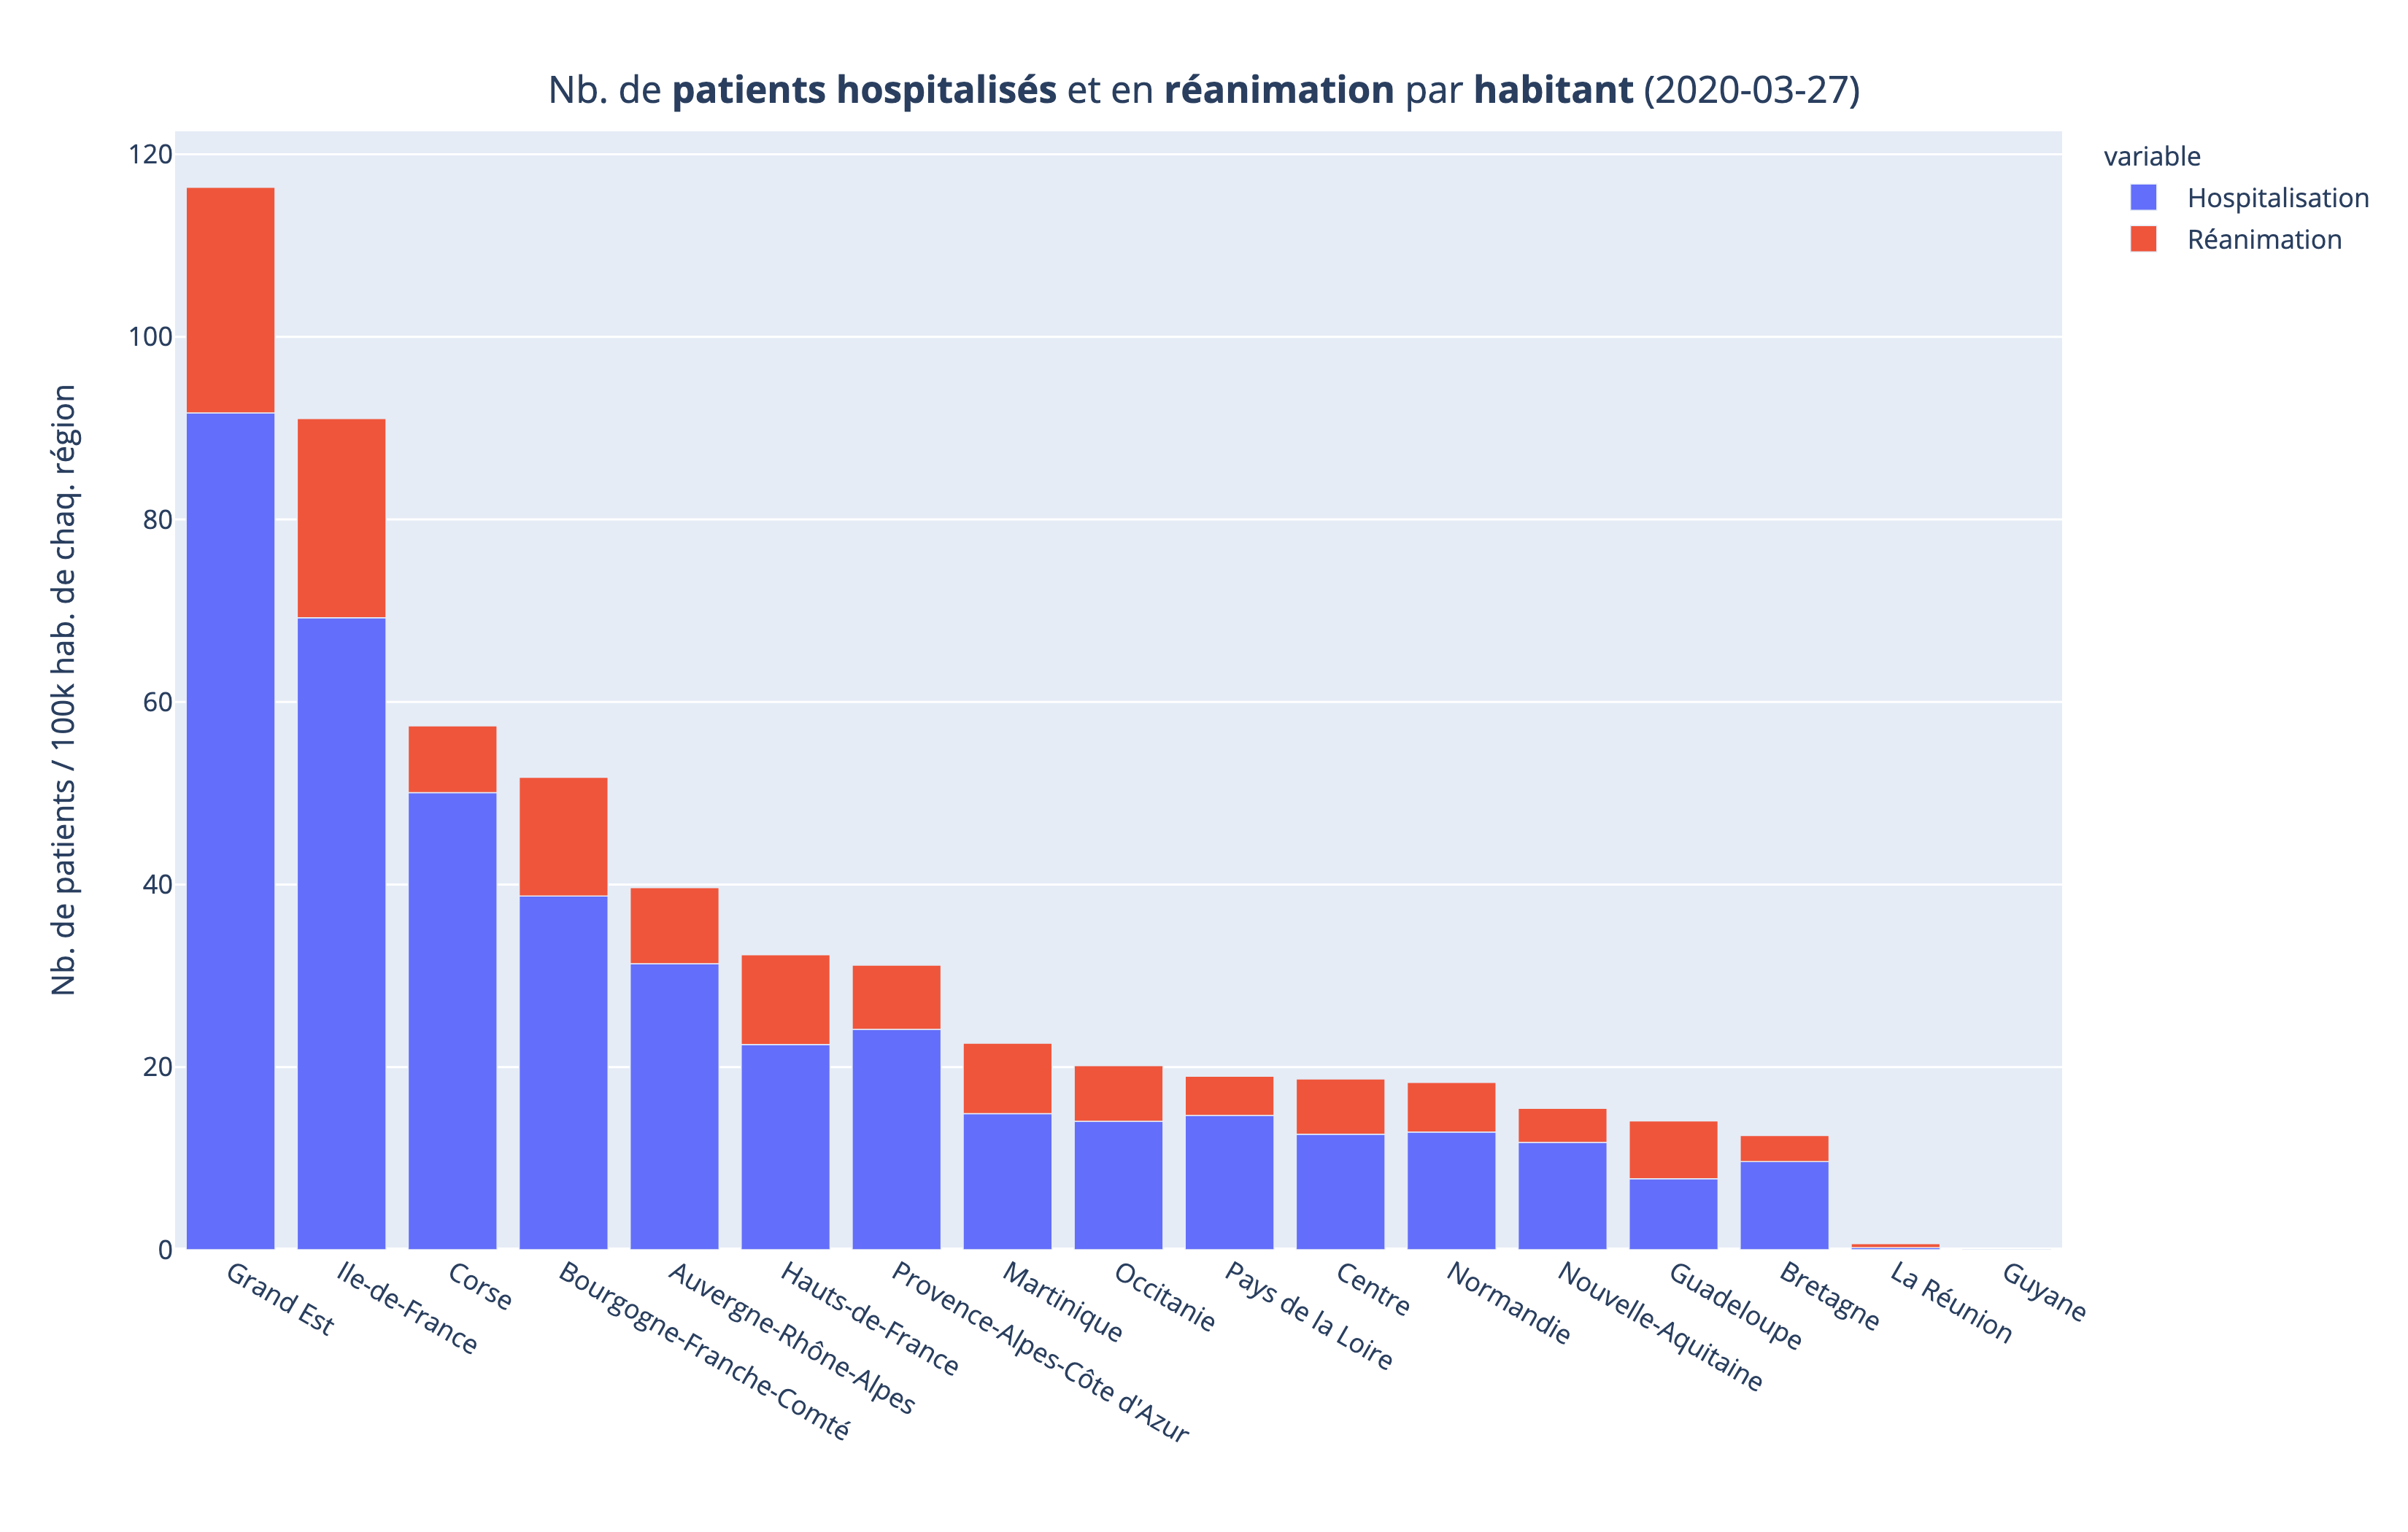 Nb. de patients hospitalisés et en réanimation par habitant (2020-03-27)
Nb. de patients / 100k hab. de chaq. région
120
100
80
60
40
20
0
Grand Est
Ile-de-France
Corse
Bourgogne-Franche-Comté
Auvergne-Rhône-Alpes
Hauts-de-France
Provence-Alpes-Côte d'Azur
Martinique
Occitanie
Pays de la Loire
Centre
Normandie
Nouvelle-Aquitaine
Guadeloupe
Bretagne
La Réunion
Guyane
variable
Hospitalisation
Réanimation